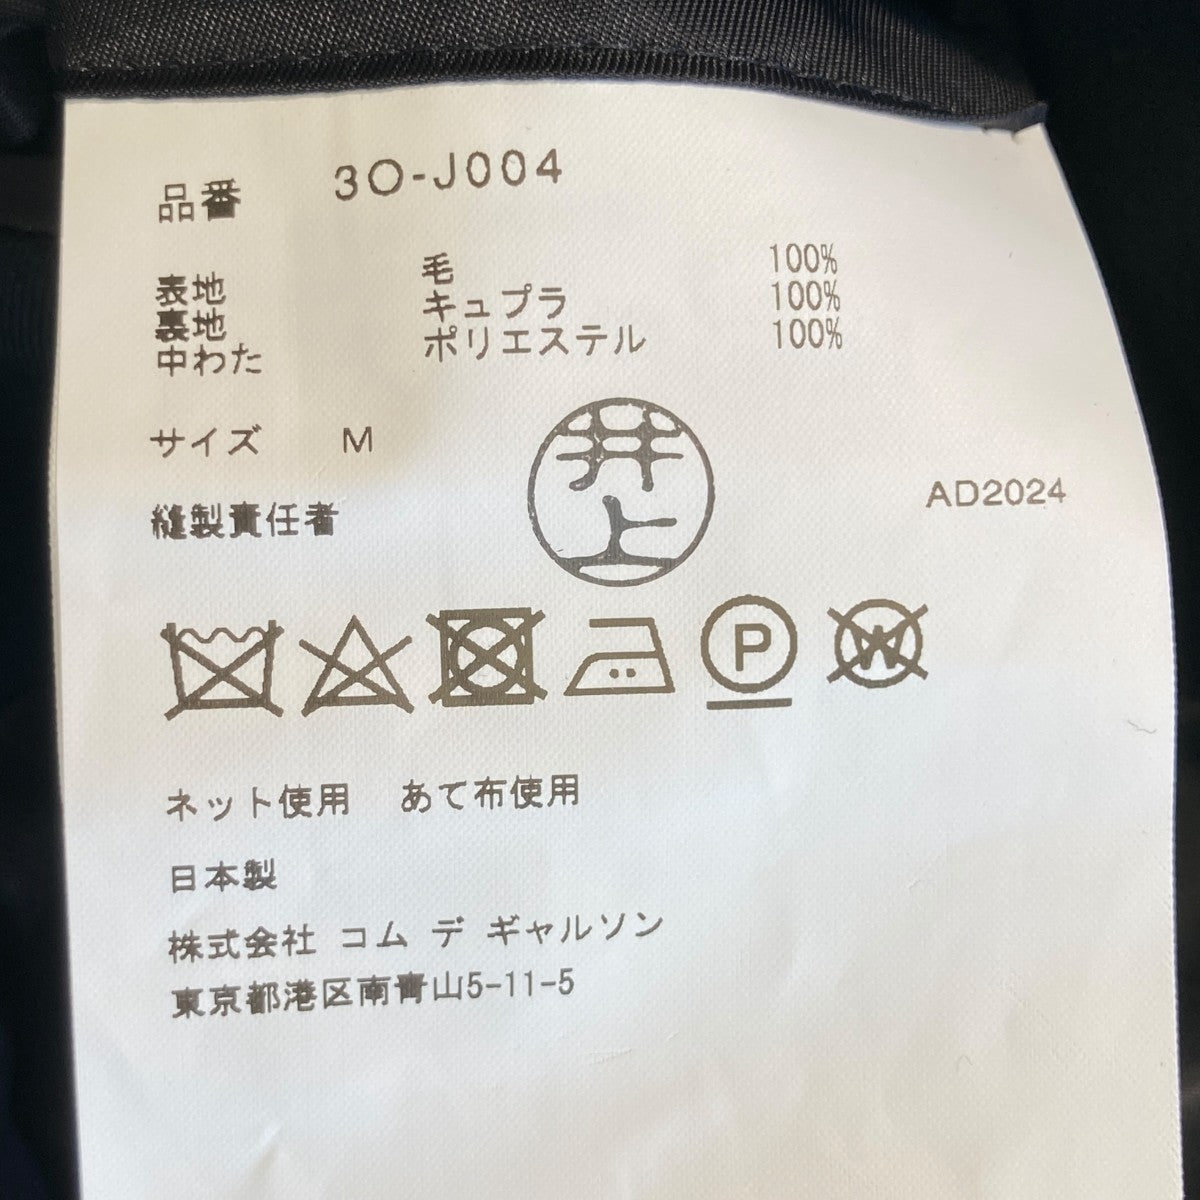 品番 3O-J004
表地 毛 100%
裏地 キュプラ 100%
中わた ポリエステル 100%
サイズ M
井上
AD2024
縫製責任者
P
W
ネット使用 あて布使用
日本製
株式会社 コム デ ギャルソン
東京都港区南青山5-11-5